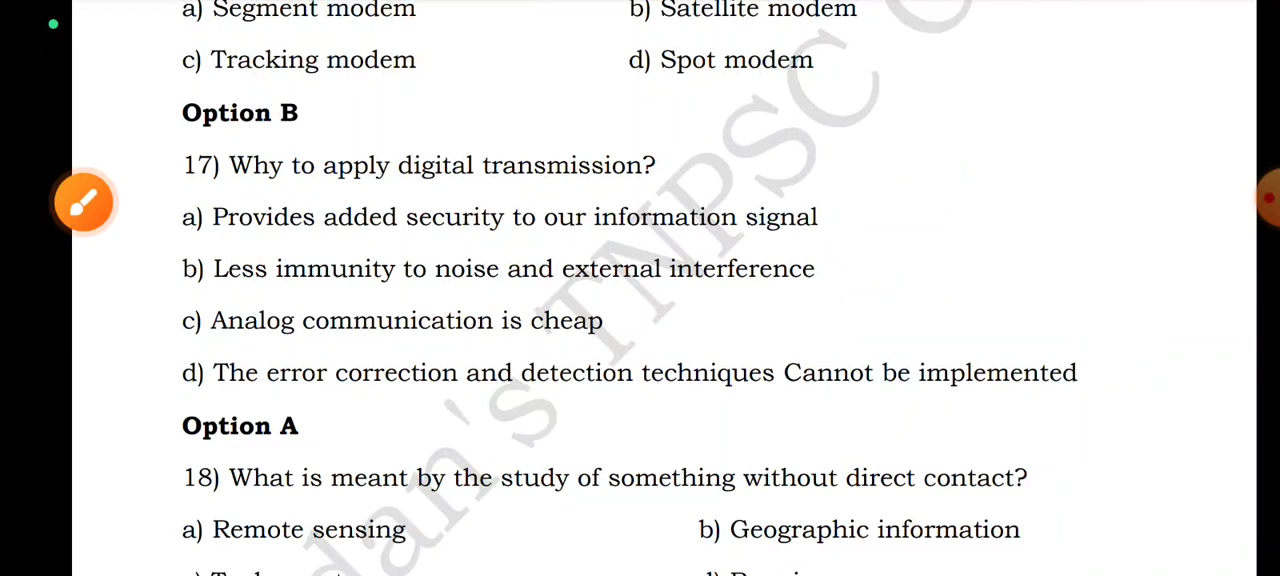 a) Segment modem b) Satellite modem
c) Tracking modem d) Spot modem
Option B
17) Why to apply digital transmission?
a) Provides added security to our information signal
b) Less immunity to noise and external interference
c) Analog communication is cheap
d) The error correction and detection techniques Cannot be implemented
Option A
18) What is meant by the study of something without direct contact?
a) Remote sensing b) Geographic information
dan's TNPSC C